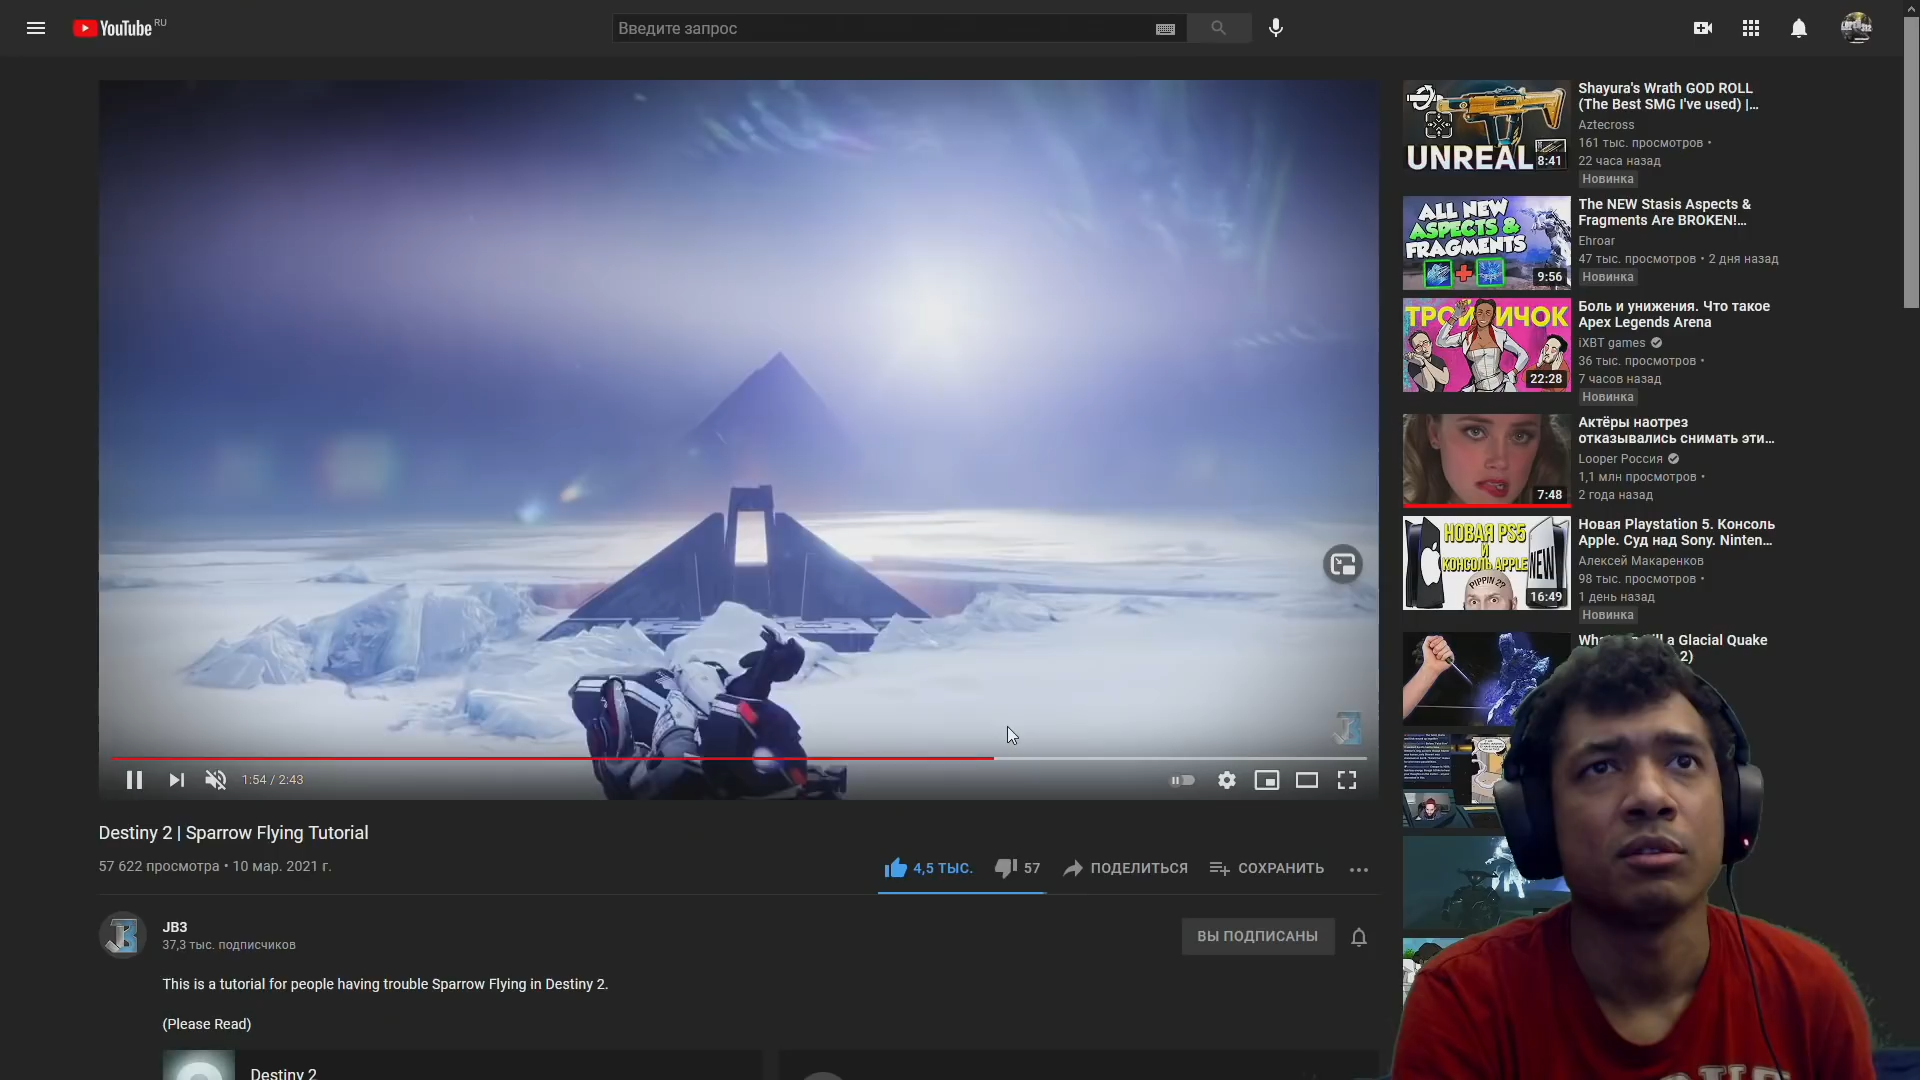 YouTube RU
Введите запрос
Shayura's Wrath GOD ROLL
(The Best SMG I've used) |...
Aztecross
161 тыс. просмотров •
22 часа назад
Новинка
UNREAL
8:41
The NEW Stasis Aspects &
Fragments Are BROKEN!...
Ehroar
47 тыс. просмотров • 2 дня назад
Новинка
ALL NEW
ASPECTS &
FRAGMENTS
9:56
Боль и унижения. Что такое
Apex Legends Arena
iXBT games
36 тыс. просмотров •
7 часов назад
Новинка
22:28
Актёры наотрез
отказывались снимать эти...
Looper Россия
1,1 млн просмотров •
2 года назад
7:48
Новая Playstation 5. Консоль
Apple. Суд над Sony. Ninten...
Алексей Макаренков
98 тыс. просмотров •
1 день назад
Новинка
НОВАЯ PS5
И
КОНСОЛЬ APPLE
PIPPIN 2?
NEW
16:49
a Glacial Quake
2)
1:54 / 2:43
Destiny 2 | Sparrow Flying Tutorial
57 622 просмотра • 10 мар. 2021 г.
4,5 ТЫС.
57
ПОДЕЛИТЬСЯ
СОХРАНИТЬ
JB3
37,3 тыс. подписчиков
ВЫ ПОДПИСАНЫ
This is a tutorial for people having trouble Sparrow Flying in Destiny 2.
(Please Read)
Destiny 2